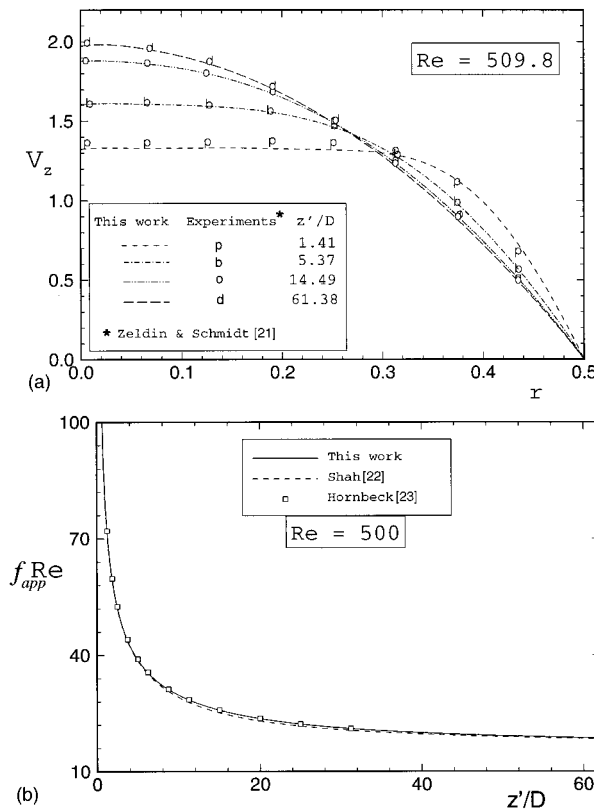 2.0
1.5
V_z
1.0
0.5
0.0
Re = 509.8
This work Experiments* z'/D
p 1.41
b 5.37
o 14.49
d 61.38
* Zeldin & Schmidt [21]
0.0 0.1 0.2 0.3 0.4 0.5
(a)
r
100
70
f_app Re
40
10
This work
Shah[22]
Hornbeck[23]
Re = 500
0 20 40 60
(b)
z'/D